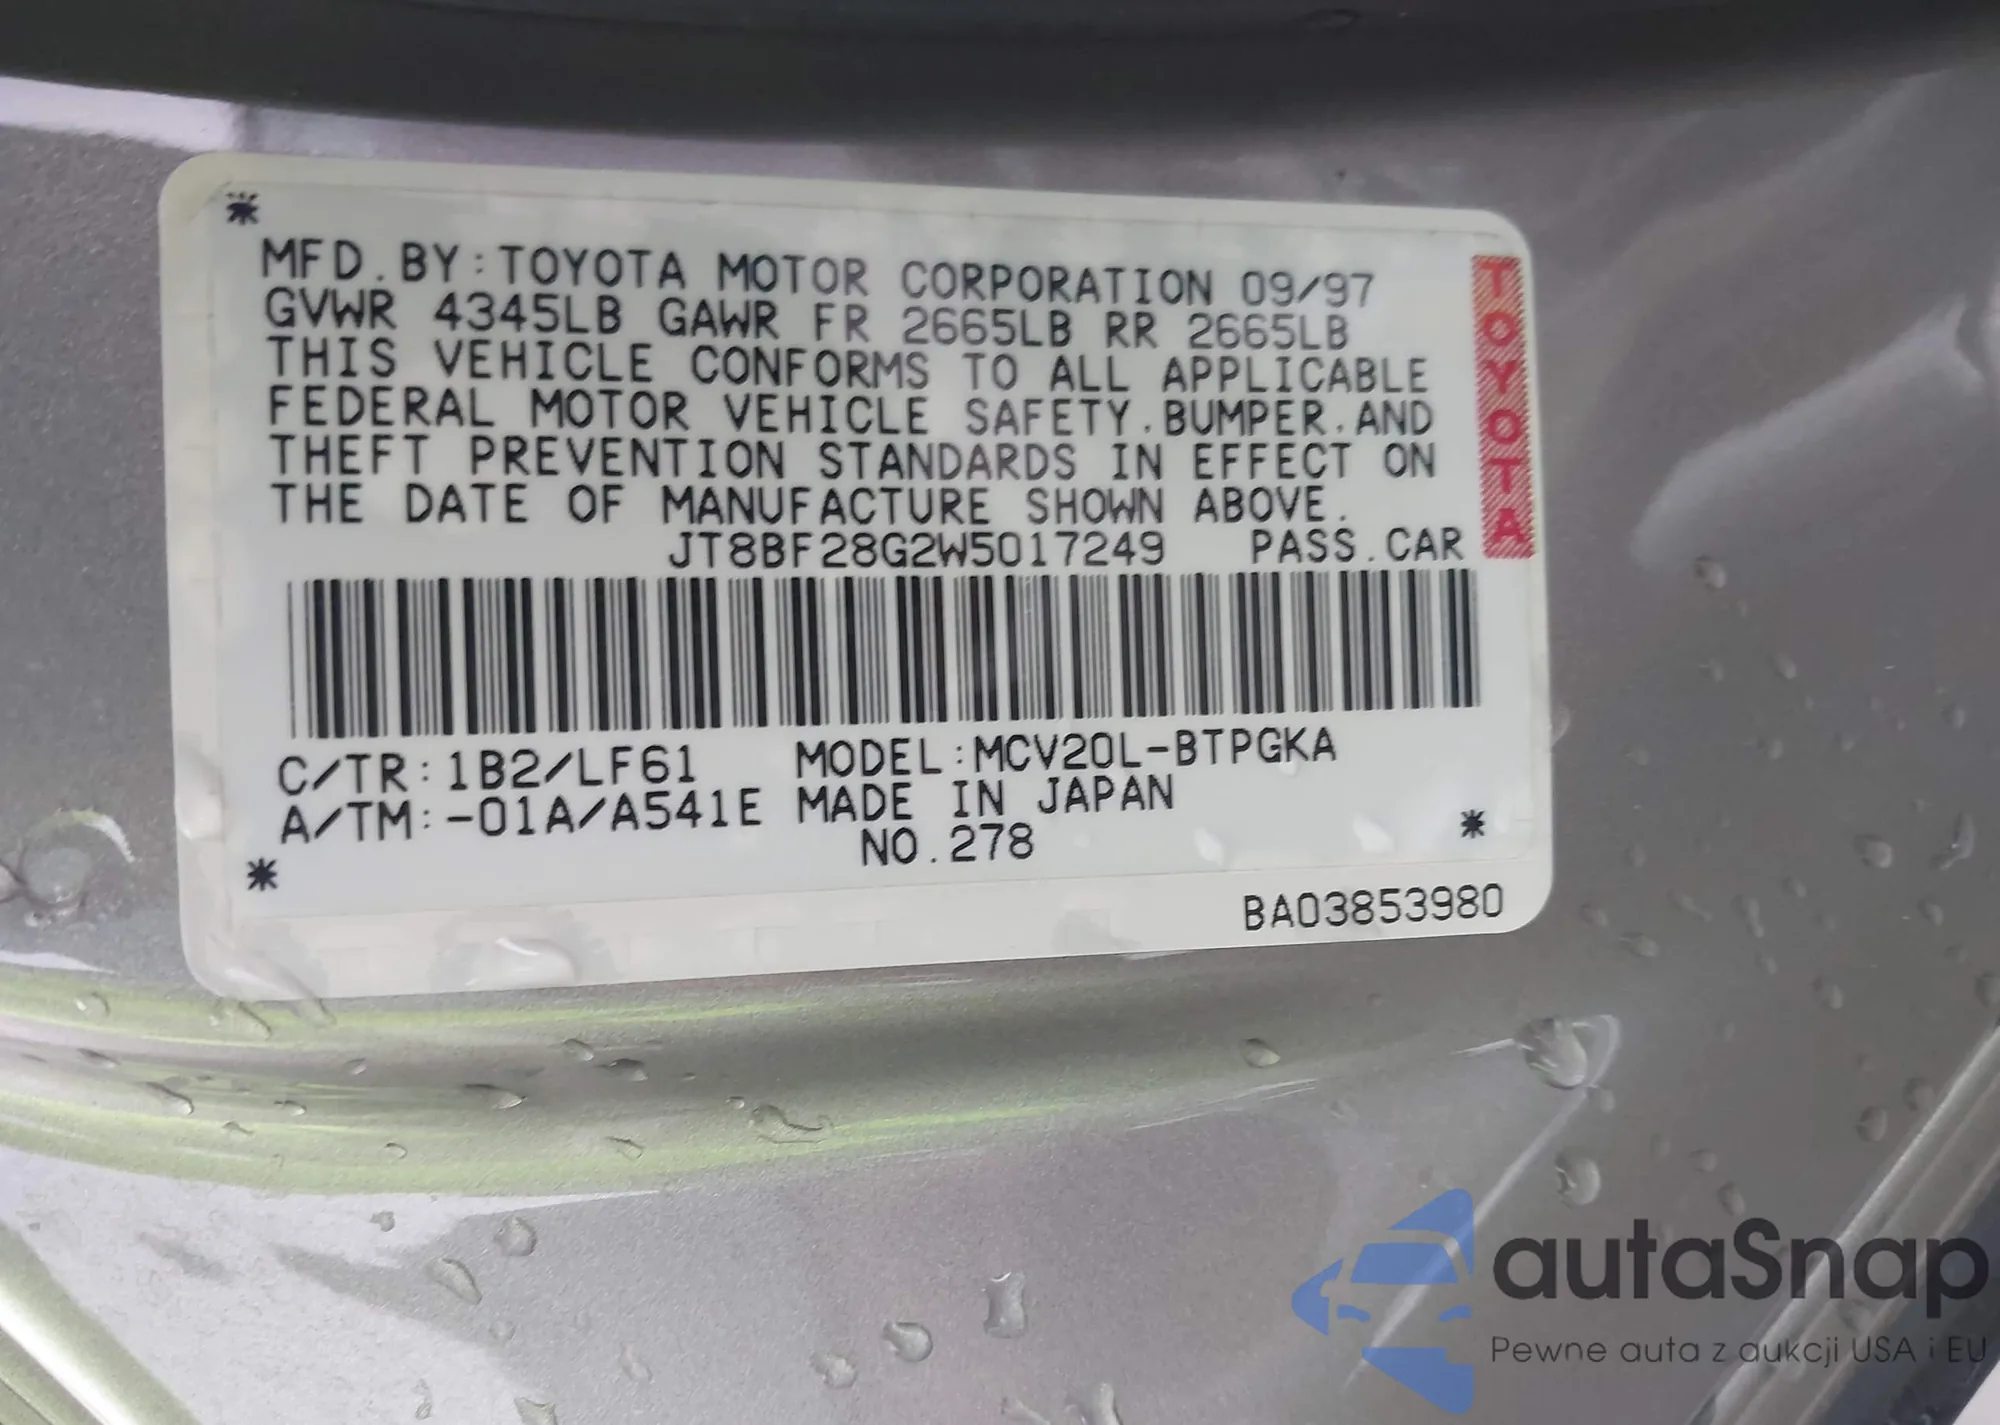 MFD. BY: TOYOTA MOTOR CORPORATION 09/97
GVWR 4345LB GAWR FR 2665LB RR 2665LB
THIS VEHICLE CONFORMS TO ALL APPLICABLE
FEDERAL MOTOR VEHICLE SAFETY, BUMPER, AND
THEFT PREVENTION STANDARDS IN EFFECT ON
THE DATE OF MANUFACTURE SHOWN ABOVE.
JT8BF28G2W5017249 PASS. CAR
TOYOTA
C/TR: 1B2/LF61 MODEL: MCV20L-BTPGKA
A/TM: -01A/A541E MADE IN JAPAN
NO. 278
BA03853980
autaSnap
Pewne auta z aukcji USA i EU